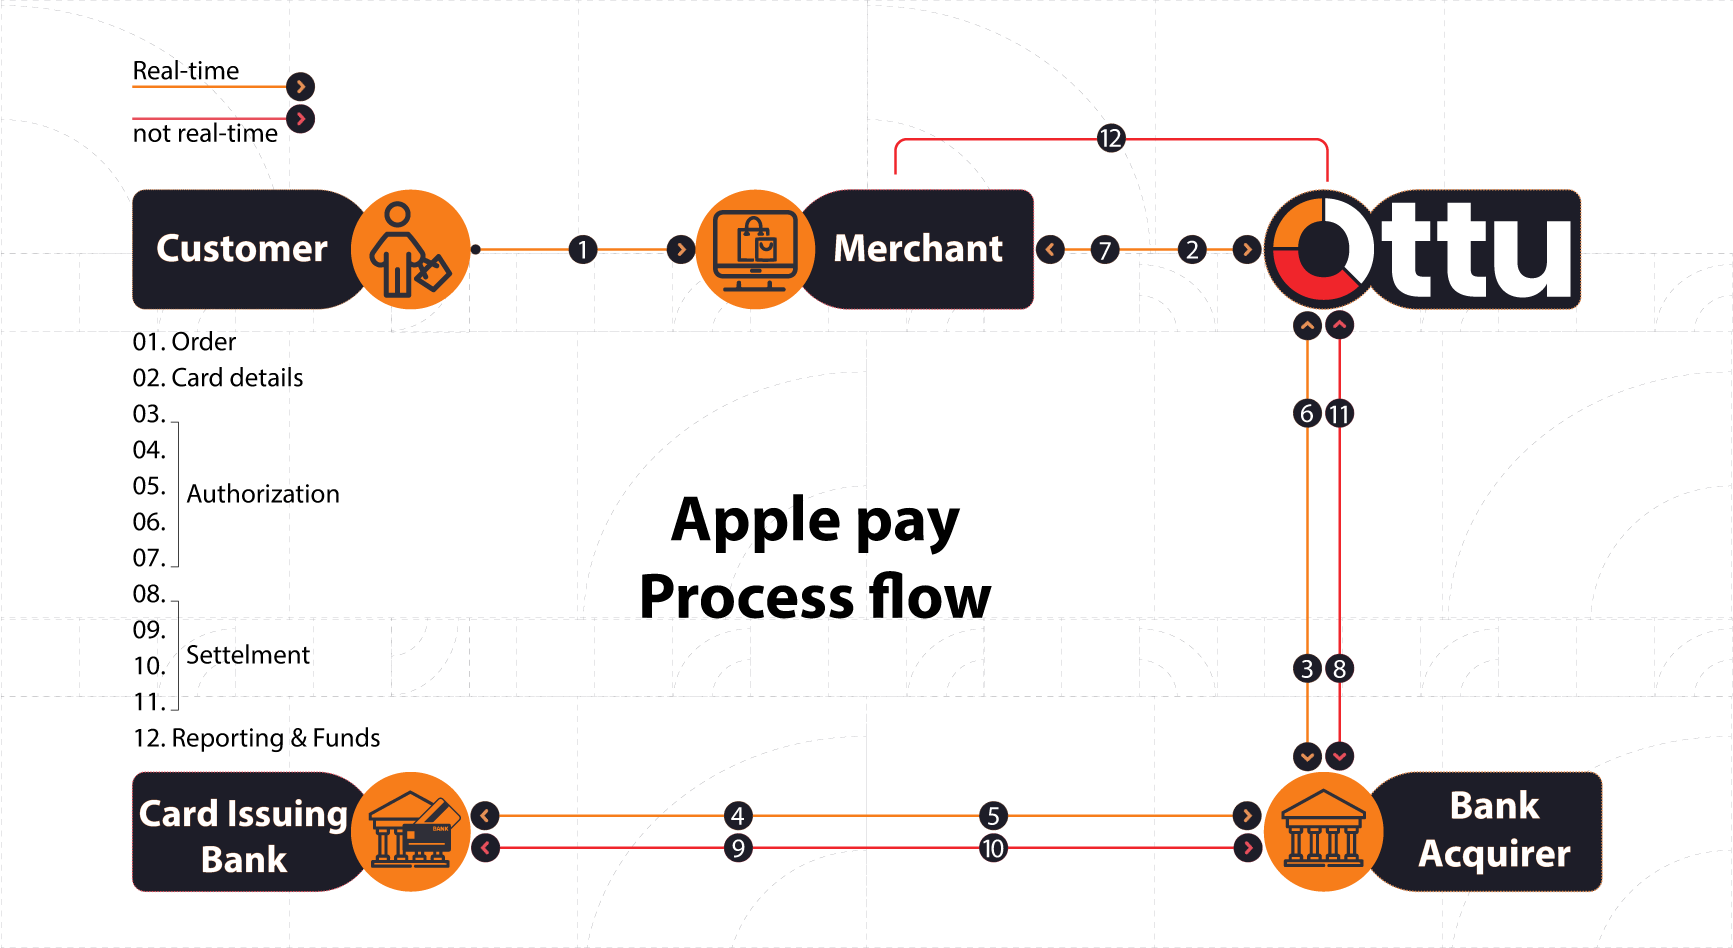 Real-time
not real-time
12
Customer
1
Merchant
7
2
Ottu
01. Order
02. Card details
03.
04.
05.
06.
07.
Authorization
08.
09.
10.
11.
Settelment
12. Reporting & Funds
Apple pay
Process flow
6
11
3
8
Card Issuing
Bank
BANK
4
5
9
10
Bank
Acquirer